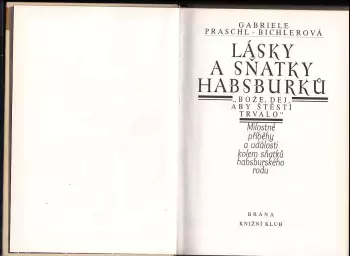 GABRIELE
PRASCHL - BICHLEROVÁ
LÁSKY
A SŇATKY
HABSBURKŮ
„BOŽE, DEJ,
ABY ŠTĚSTÍ
TRVALO“
Milostné
příběhy
a události
kolem sňatků
habsburského
rodu
BRÁNA
KNIŽNÍ KLUB